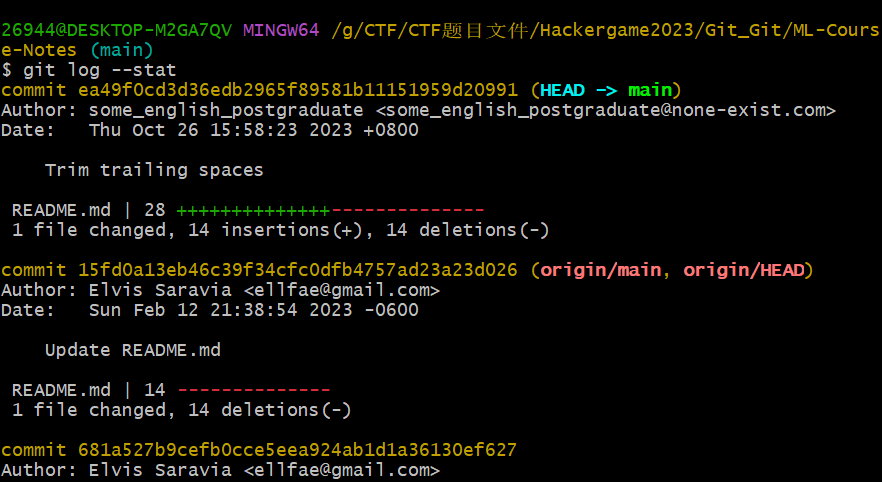 26944@DESKTOP-M2GA7QV MINGW64 /g/CTF/CTF题目文件/Hackergame2023/Git_Git/ML-Cours
e-Notes (main)
$ git log --stat
commit ea49f0cd3d36edb2965f89581b11151959d20991 (HEAD -> main)
Author: some_english_postgraduate <some_english_postgraduate@none-exist.com>
Date:   Thu Oct 26 15:58:23 2023 +0800

    Trim trailing spaces

 README.md | 28 ++++++++++++++--------------
 1 file changed, 14 insertions(+), 14 deletions(-)

commit 15fd0a13eb46c39f34cfc0dfb4757ad23a23d026 (origin/main, origin/HEAD)
Author: Elvis Saravia <ellfae@gmail.com>
Date:   Sun Feb 12 21:38:54 2023 -0600

    Update README.md

 README.md | 14 --------------
 1 file changed, 14 deletions(-)

commit 681a527b9cefb0cce5eea924ab1d1a36130ef627
Author: Elvis Saravia <ellfae@gmail.com>